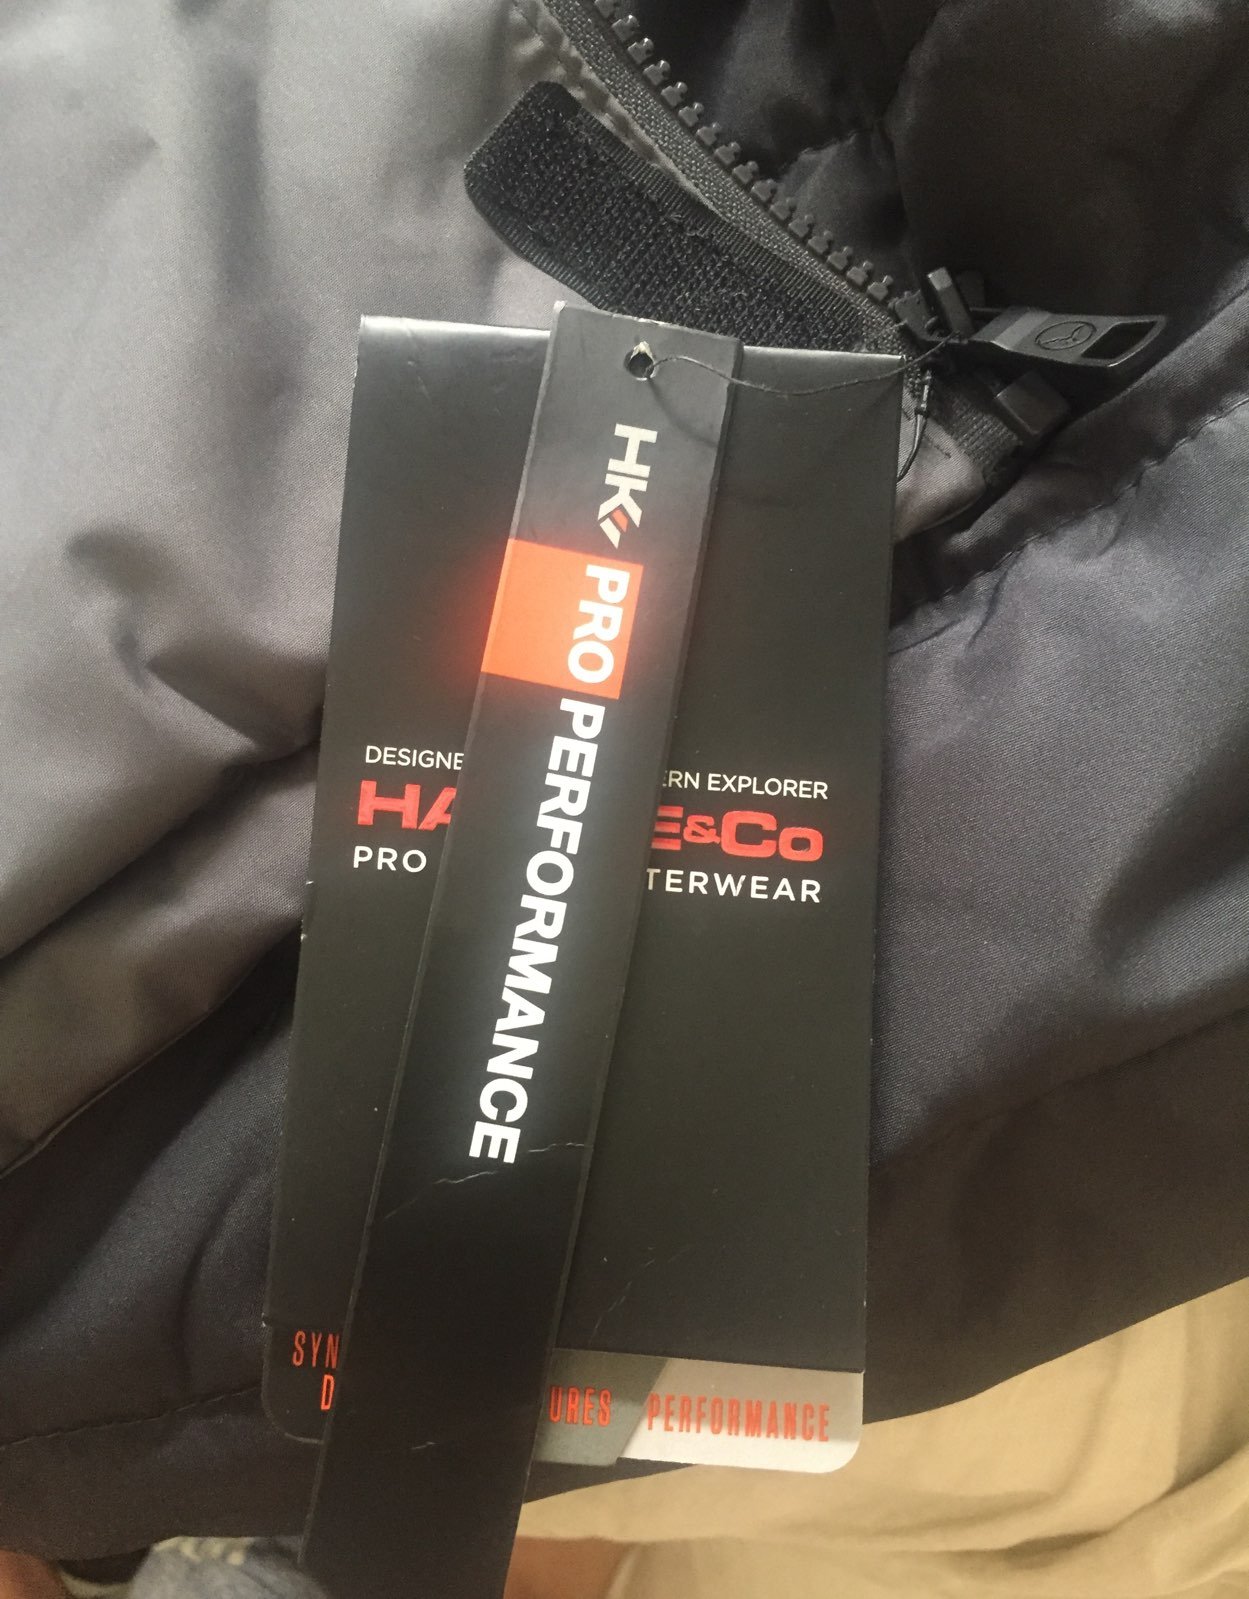 HK
PRO PERFORMANCE
DESIGNE
ERN EXPLORER
HA
E&Co
PRO
TERWEAR
SYN
D
URES
PERFORMANCE